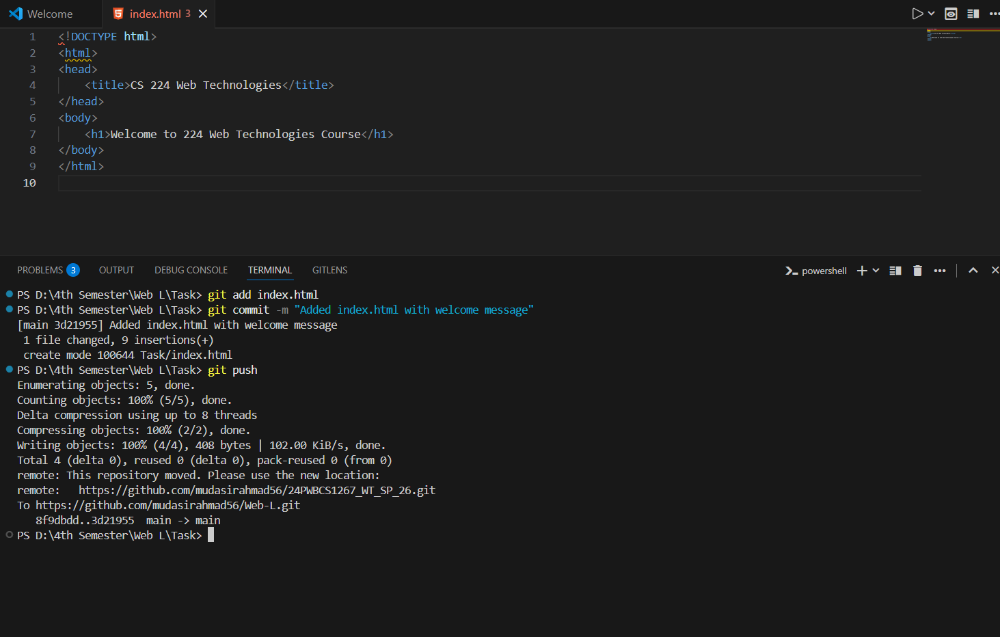 Welcome
index.html 3
1 <!DOCTYPE html>
2 <html>
3 <head>
4     <title>CS 224 Web Technologies</title>
5 </head>
6 <body>
7     <h1>Welcome to 224 Web Technologies Course</h1>
8 </body>
9 </html>
10
PROBLEMS 3 OUTPUT DEBUG CONSOLE TERMINAL GITLENS powershell
PS D:\4th Semester\Web L\Task> git add index.html
PS D:\4th Semester\Web L\Task> git commit -m "Added index.html with welcome message"
[main 3d21955] Added index.html with welcome message
 1 file changed, 9 insertions(+)
 create mode 100644 Task/index.html
PS D:\4th Semester\Web L\Task> git push
Enumerating objects: 5, done.
Counting objects: 100% (5/5), done.
Delta compression using up to 8 threads
Compressing objects: 100% (2/2), done.
Writing objects: 100% (4/4), 408 bytes | 102.00 KiB/s, done.
Total 4 (delta 0), reused 0 (delta 0), pack-reused 0 (from 0)
remote: This repository moved. Please use the new location:
remote:   https://github.com/mudasirahmad56/24PWBCS1267_WT_SP_26.git
To https://github.com/mudasirahmad56/Web-L.git
   8f9dbdd..3d21955  main -> main
PS D:\4th Semester\Web L\Task>